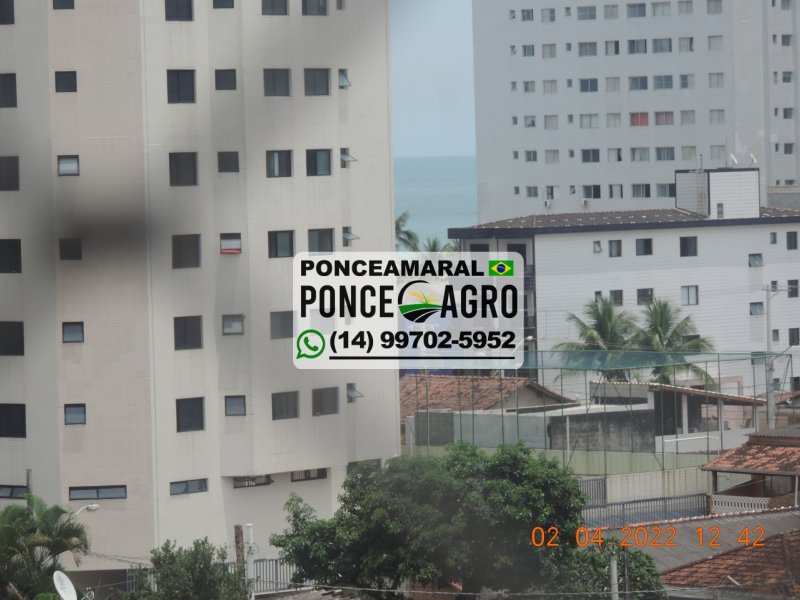 PONCEAMARAL
PONCE AGRO
(14) 99702-5952
02.04.2022 12:42